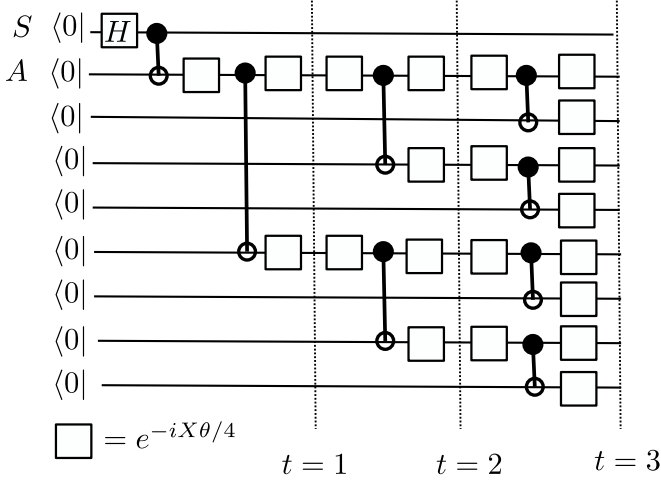 S ⟨0| H
A ⟨0|
⟨0|
⟨0|
⟨0|
⟨0|
⟨0|
⟨0|
⟨0|
= e^{-iXθ/4}
t = 1 t = 2 t = 3